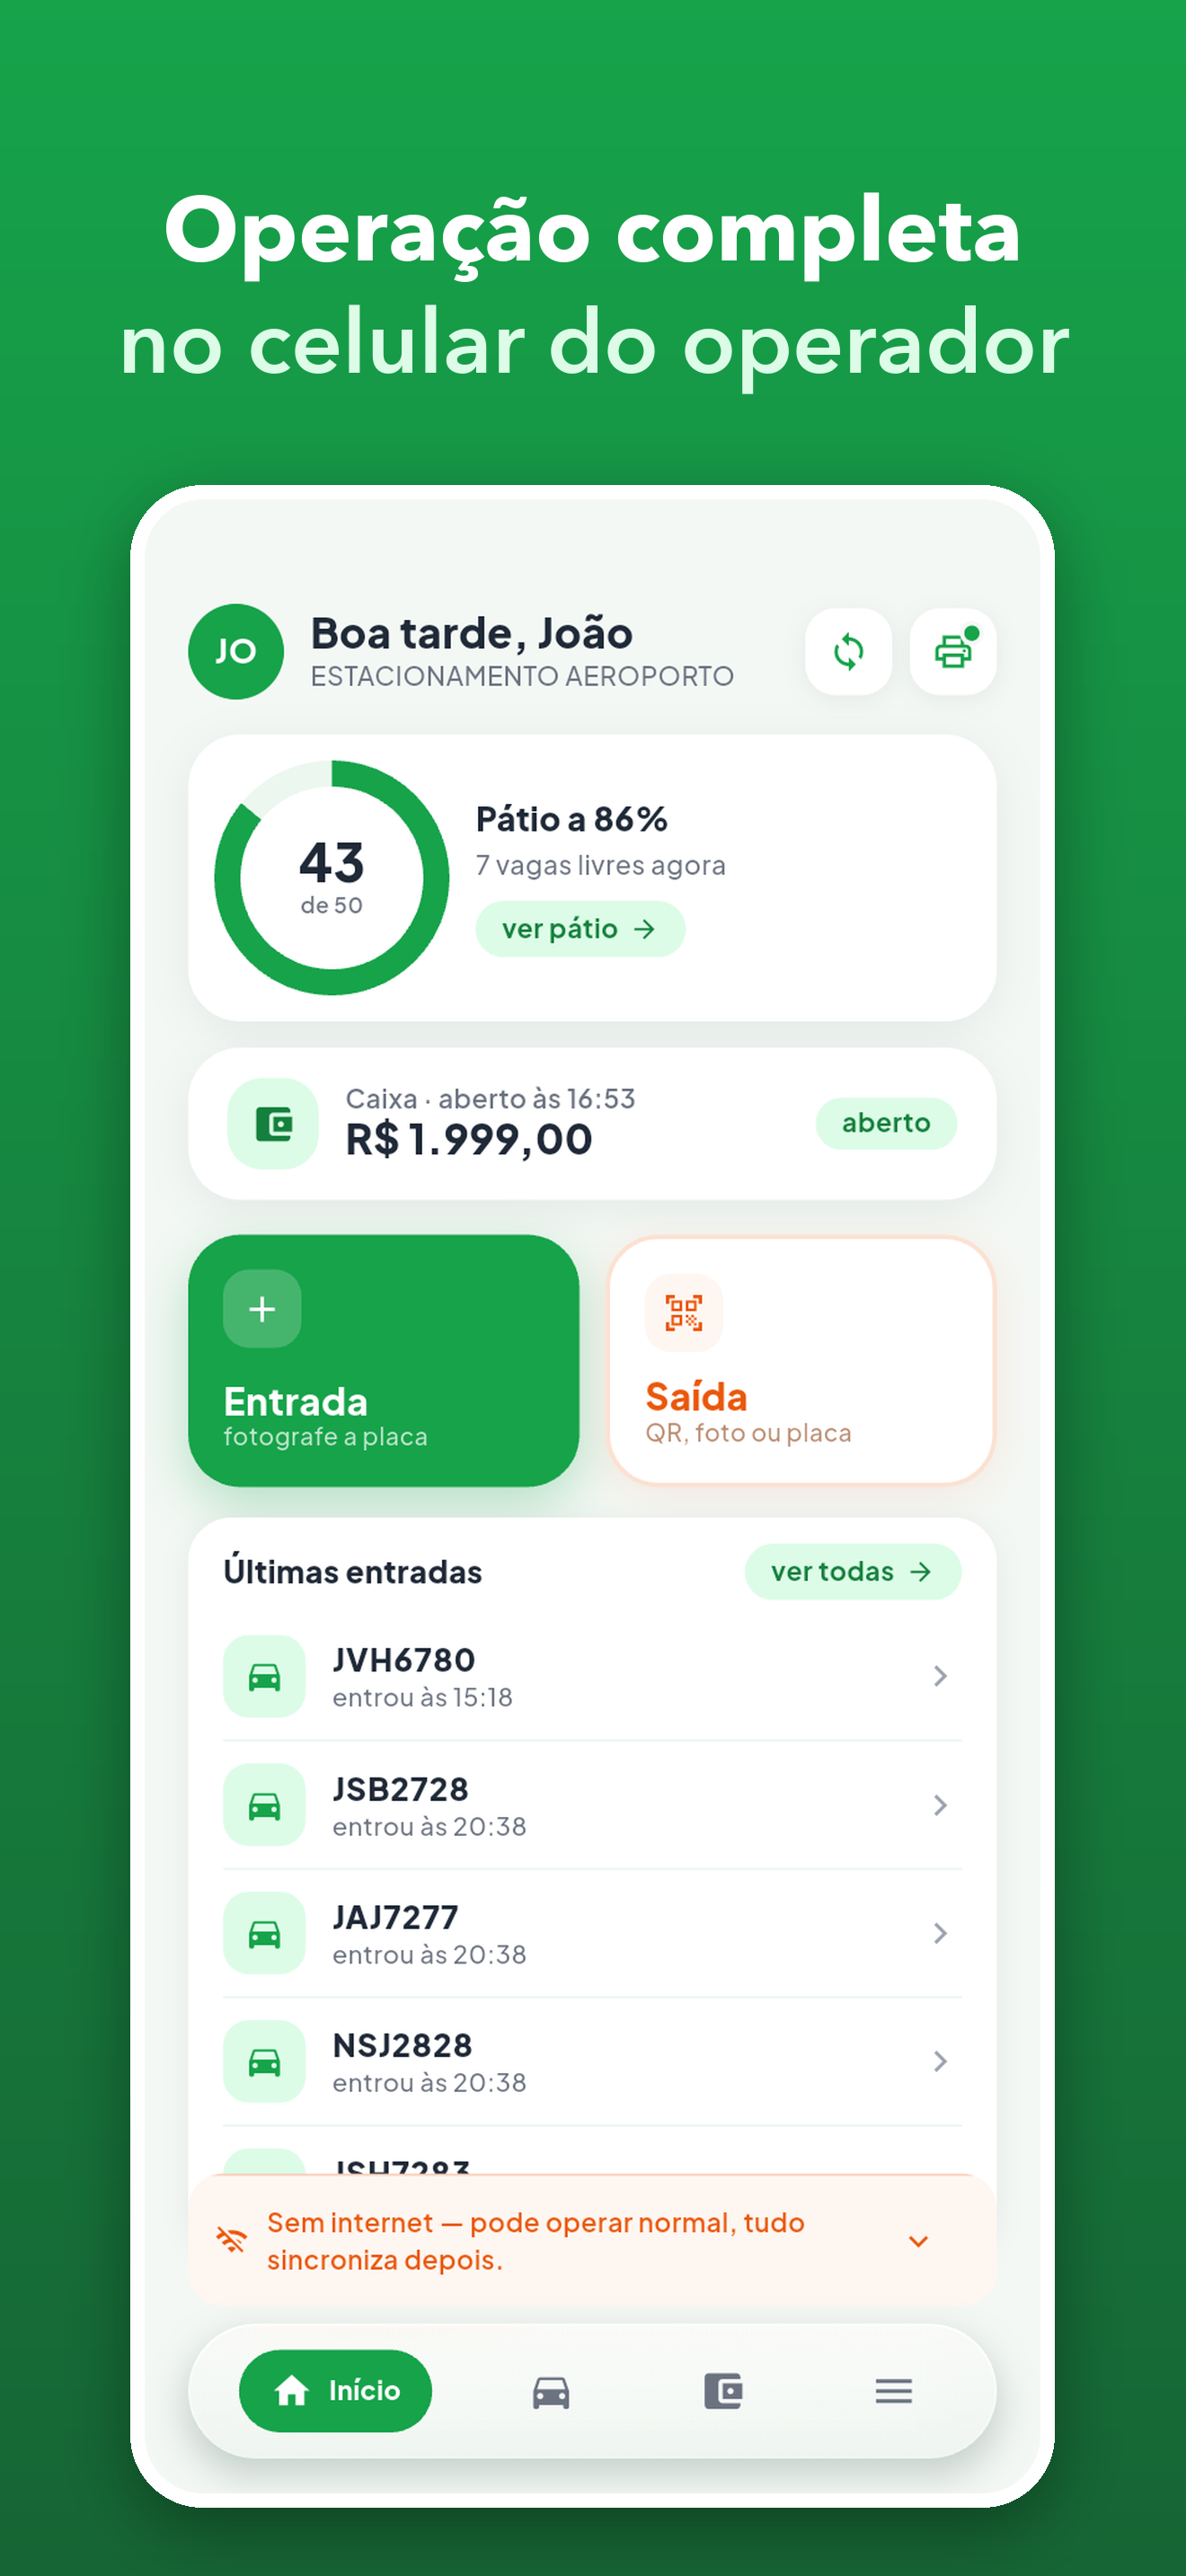 Operação completa
no celular do operador
JO
Boa tarde, João
ESTACIONAMENTO AEROPORTO
43
de 50
Pátio a 86%
7 vagas livres agora
ver pátio →
Caixa · aberto às 16:53
R$ 1.999,00
aberto
Entrada
fotografe a placa
Saída
QR, foto ou placa
Últimas entradas
ver todas →
JVH6780
entrou às 15:18
JSB2728
entrou às 20:38
JAJ7277
entrou às 20:38
NSJ2828
entrou às 20:38
Sem internet — pode operar normal, tudo
sincroniza depois.
Início